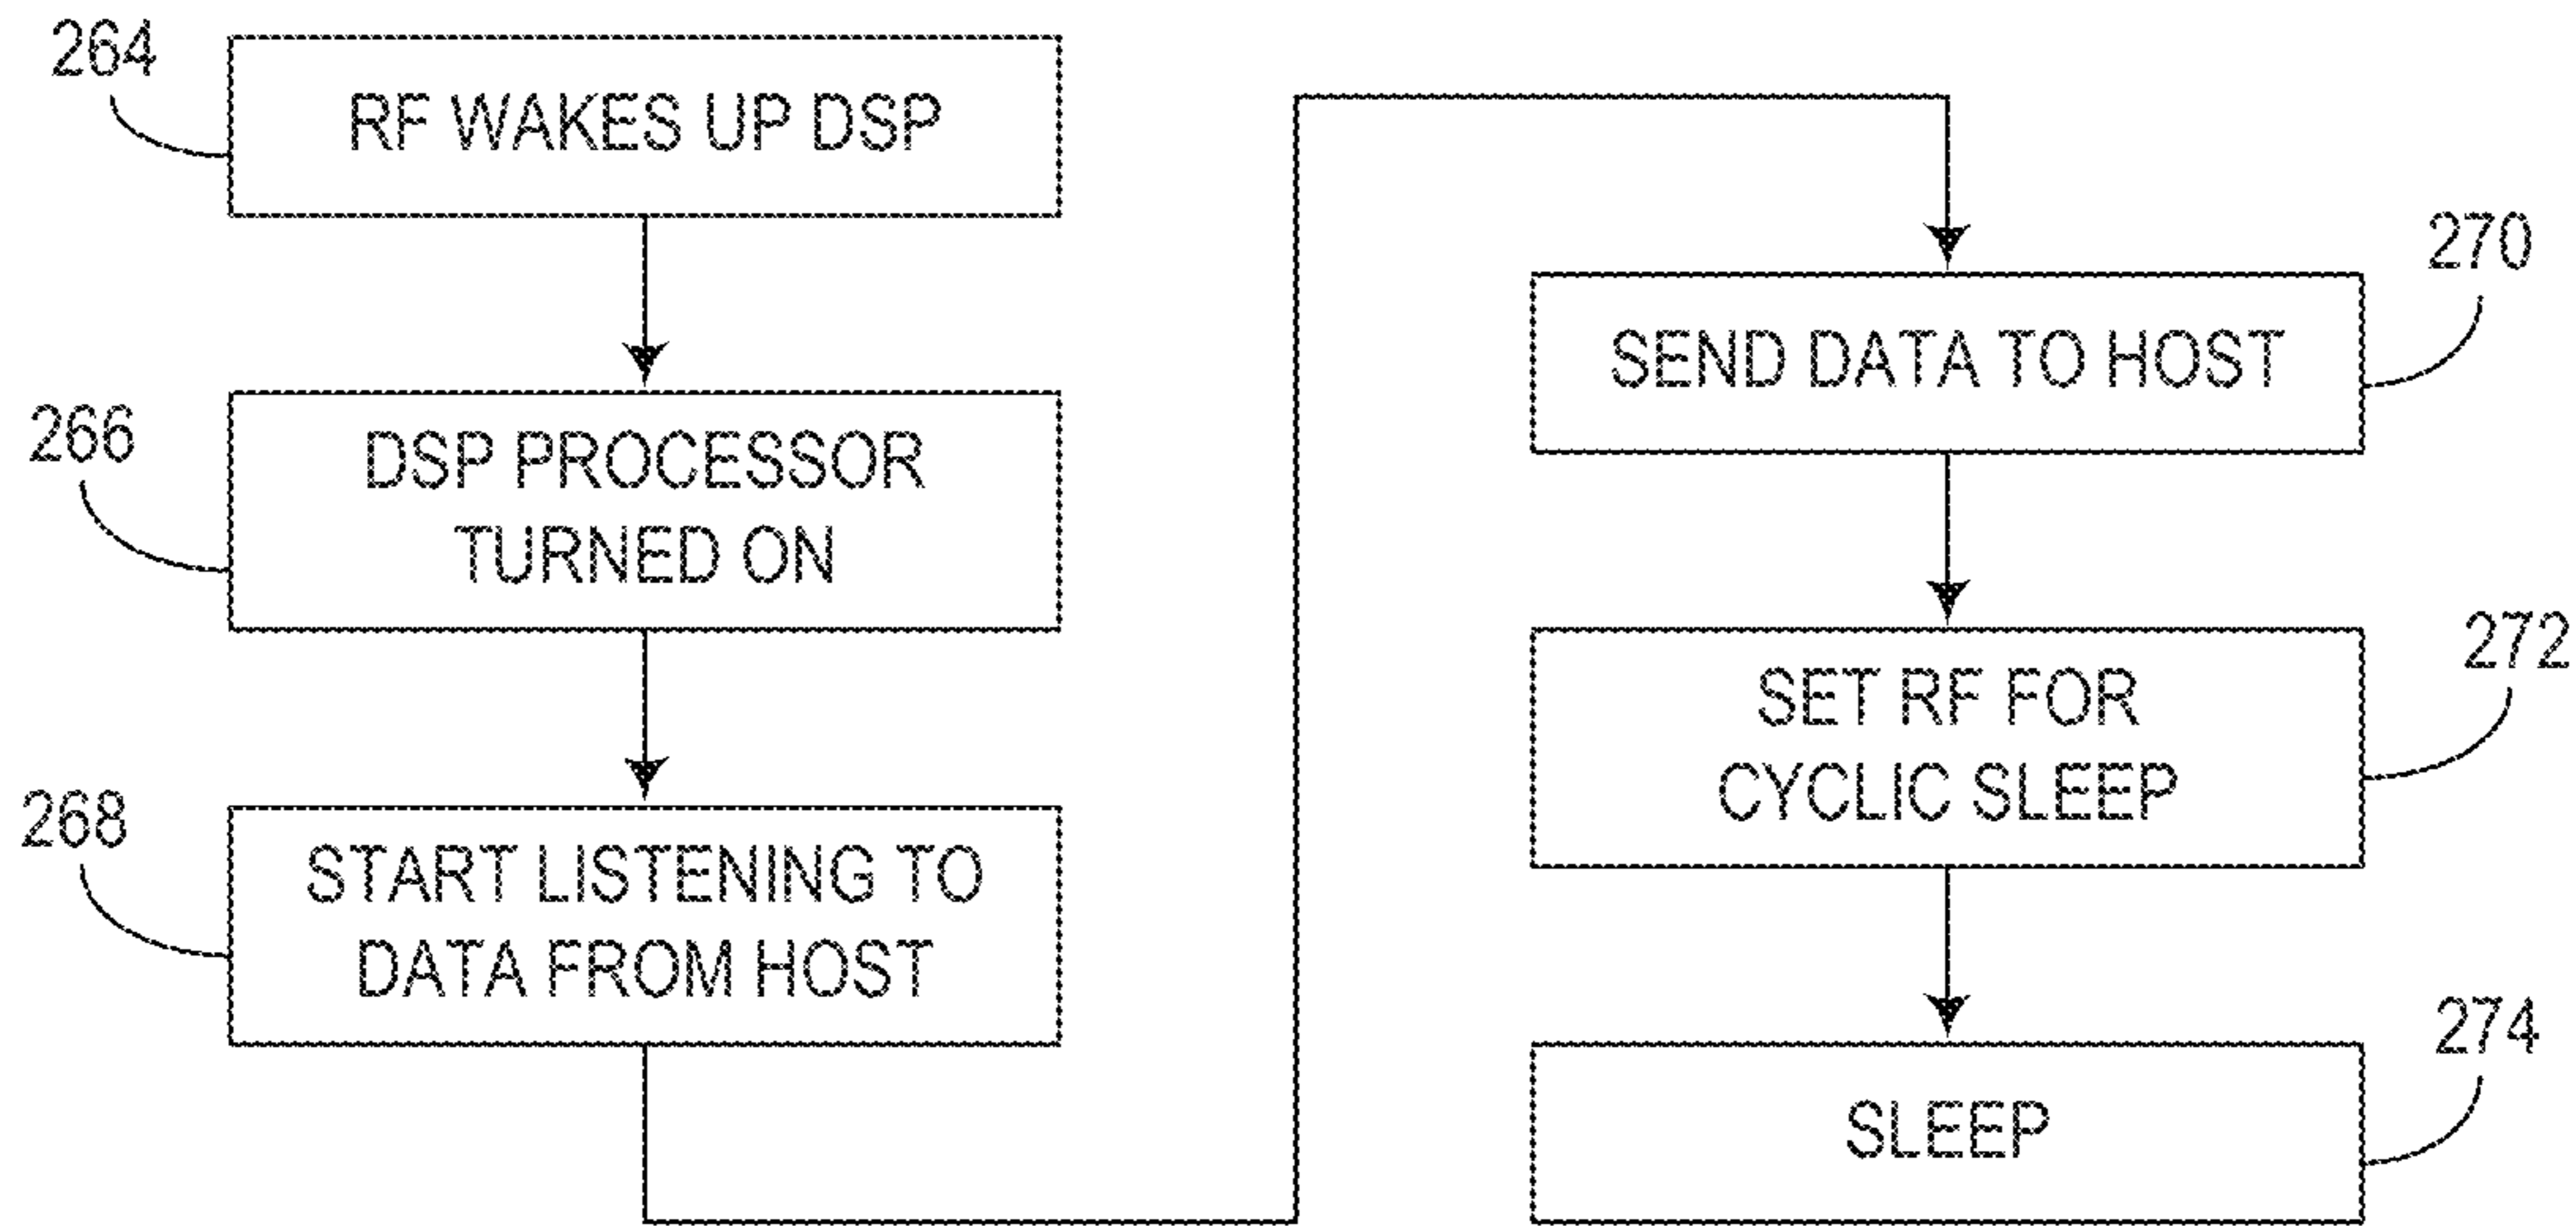 264
RF WAKES UP DSP
266
DSP PROCESSOR
TURNED ON
268
START LISTENING TO
DATA FROM HOST
270
SEND DATA TO HOST
272
SET RF FOR
CYCLIC SLEEP
274
SLEEP